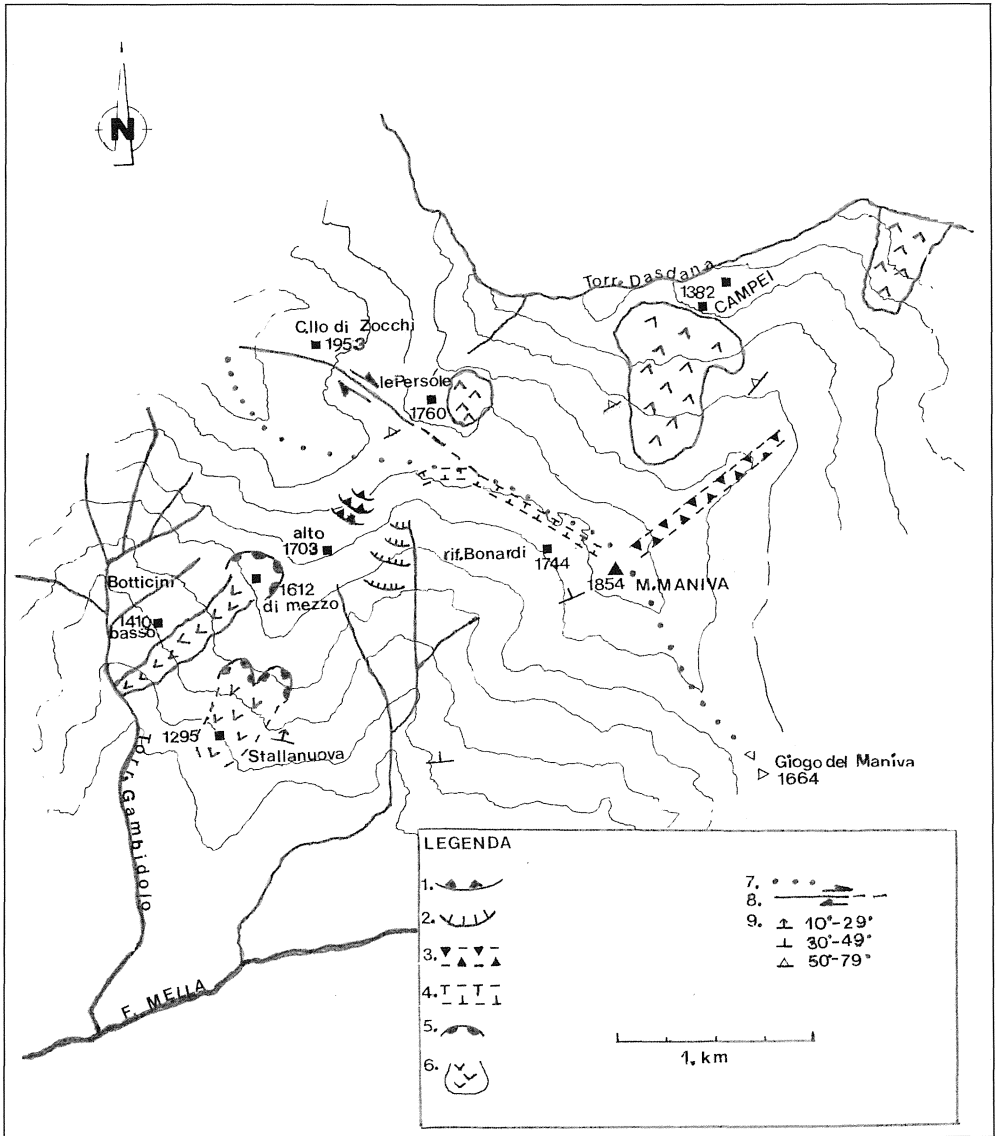 N
Torr. Dasdana
1382
CAMPEI
C.llo di Zocchi
1953
le Persole
1760
alto
1703
rif. Bonardi
1744
1854
M. MANIVA
Botticini
1612
di mezzo
1410
basso
1295
Stallanuova
Giogo del Maniva
1664
Torr. Gambidolo
F. MELLA
LEGENDA
1.
2.
3.
4.
5.
6.
7.
8.
9. 10°-29°
30°-49°
50°-79°
1. km